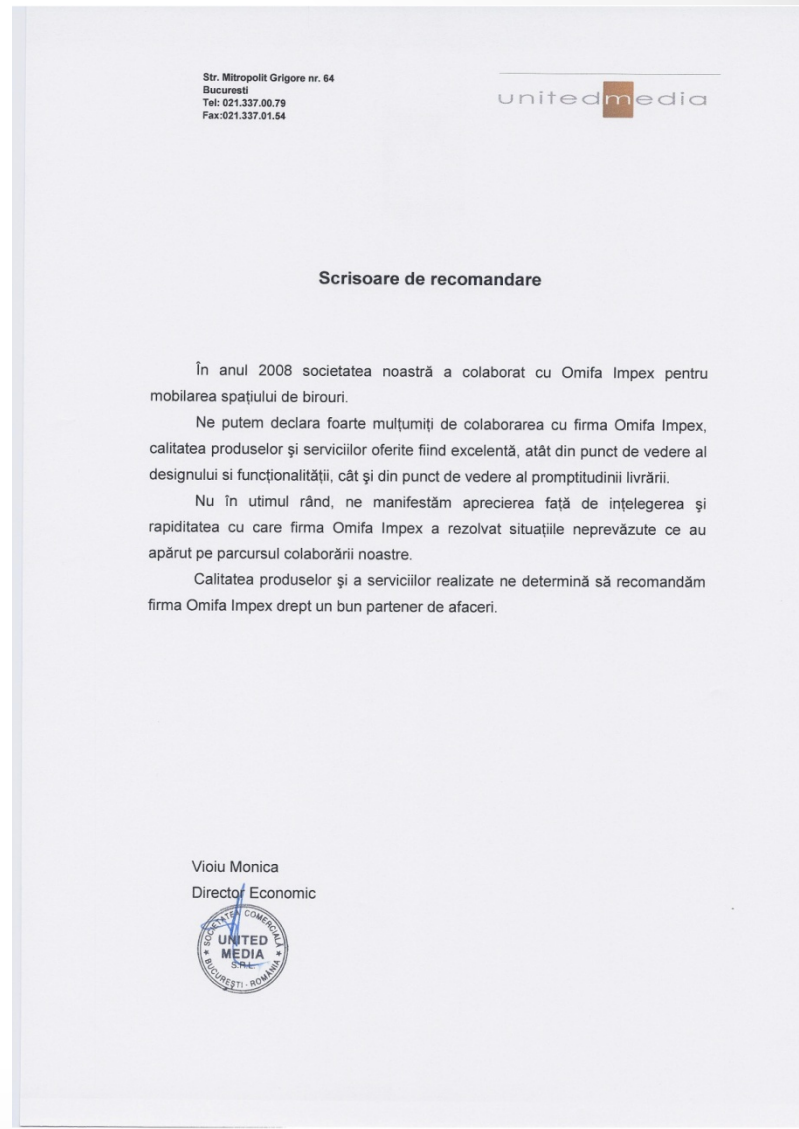 Str. Mitropolit Grigore nr. 64
Bucuresti
Tel: 021.337.00.79
Fax:021.337.01.54
unitedmedia
Scrisoare de recomandare
În anul 2008 societatea noastră a colaborat cu Omifa Impex pentru
mobilarea spațiului de birouri.
Ne putem declara foarte mulțumiți de colaborarea cu firma Omifa Impex,
calitatea produselor şi serviciilor oferite fiind excelentă, atât din punct de vedere al
designului si funcționalității, cât şi din punct de vedere al promptitudinii livrării.
Nu în utimul rând, ne manifestăm aprecierea față de ințelegerea şi
rapiditatea cu care firma Omifa Impex a rezolvat situațiile neprevăzute ce au
apărut pe parcursul colaborării noastre.
Calitatea produselor şi a serviciilor realizate ne determină să recomandăm
firma Omifa Impex drept un bun partener de afaceri.
Vioiu Monica
Director Economic
SOCIETATEA COMERCIALĂ
UNITED
MEDIA
S.R.L.
BUCUREŞTI - ROMÂNIA